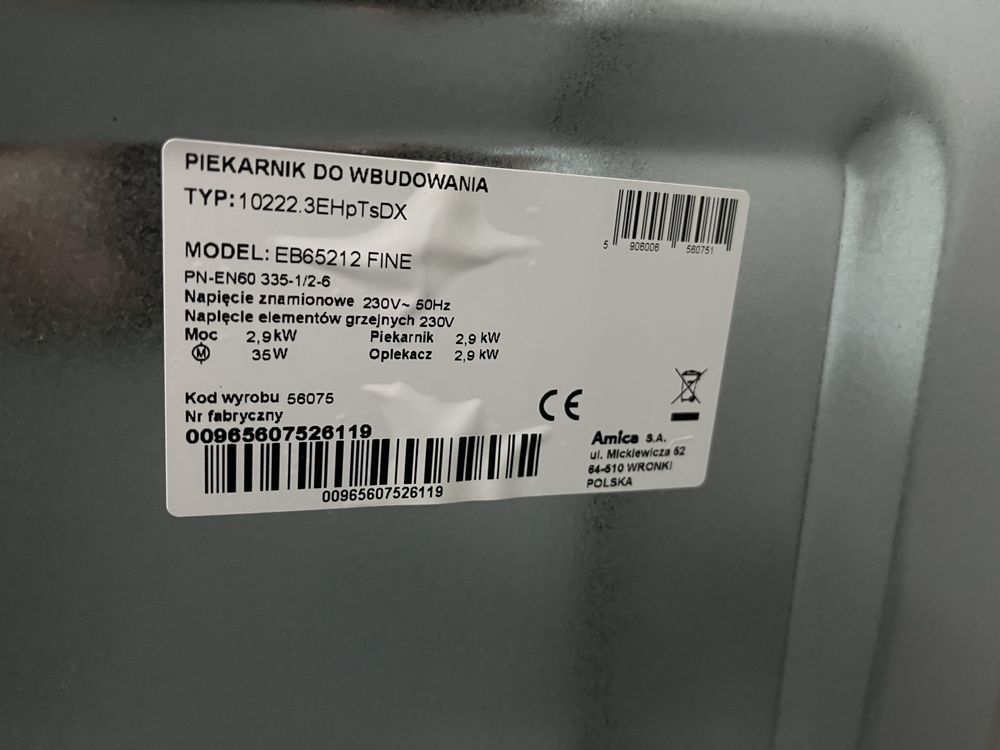 PIEKARNIK DO WBUDOWANIA
TYP: 10222.3EHpTsDX
5 906006 560751
MODEL: EB65212 FINE
PN-EN60 335-1/2-6
Napięcie znamionowe 230V~ 50Hz
Napięcie elementów grzejnych 230V
Moc 2,9kW Piekarnik 2,9 kW
M 35W Opiekacz 2,9 kW
Kod wyrobu 56075
Nr fabryczny
00965607526119
00965607526119
CE
Amica S.A.
ul. Mickiewicza 52
64-510 WRONKI
POLSKA